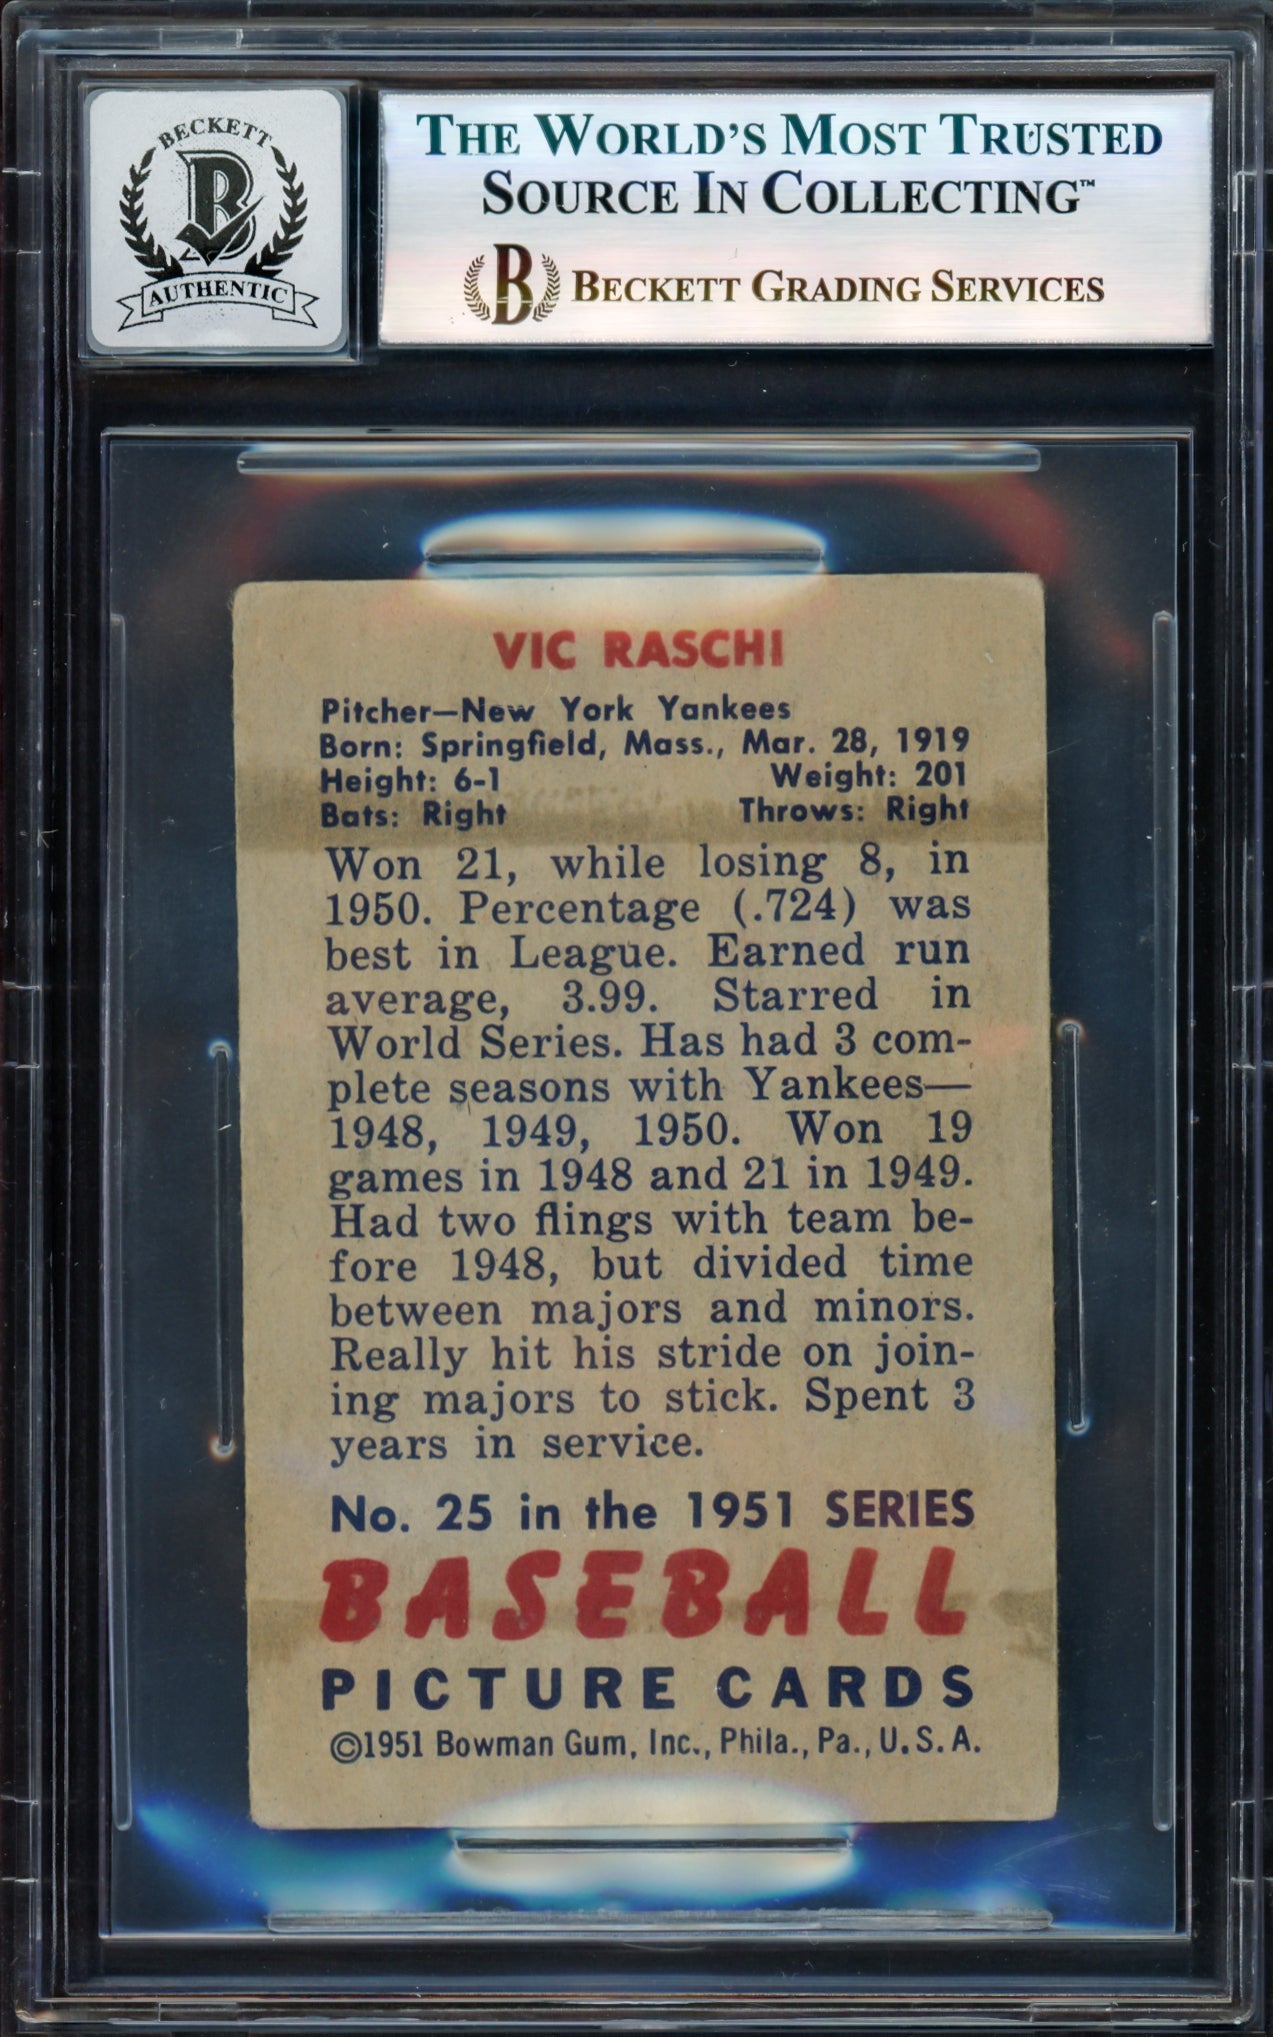 BECKETT
B
AUTHENTIC
THE WORLD'S MOST TRUSTED
SOURCE IN COLLECTING™
B BECKETT GRADING SERVICES
VIC RASCHI
Pitcher—New York Yankees
Born: Springfield, Mass., Mar. 28, 1919
Height: 6-1 Weight: 201
Bats: Right Throws: Right
Won 21, while losing 8, in
1950. Percentage (.724) was
best in League. Earned run
average, 3.99. Starred in
World Series. Has had 3 com-
plete seasons with Yankees—
1948, 1949, 1950. Won 19
games in 1948 and 21 in 1949.
Had two flings with team be-
fore 1948, but divided time
between majors and minors.
Really hit his stride on join-
ing majors to stick. Spent 3
years in service.
No. 25 in the 1951 SERIES
BASEBALL
PICTURE CARDS
©1951 Bowman Gum, Inc., Phila., Pa., U.S.A.